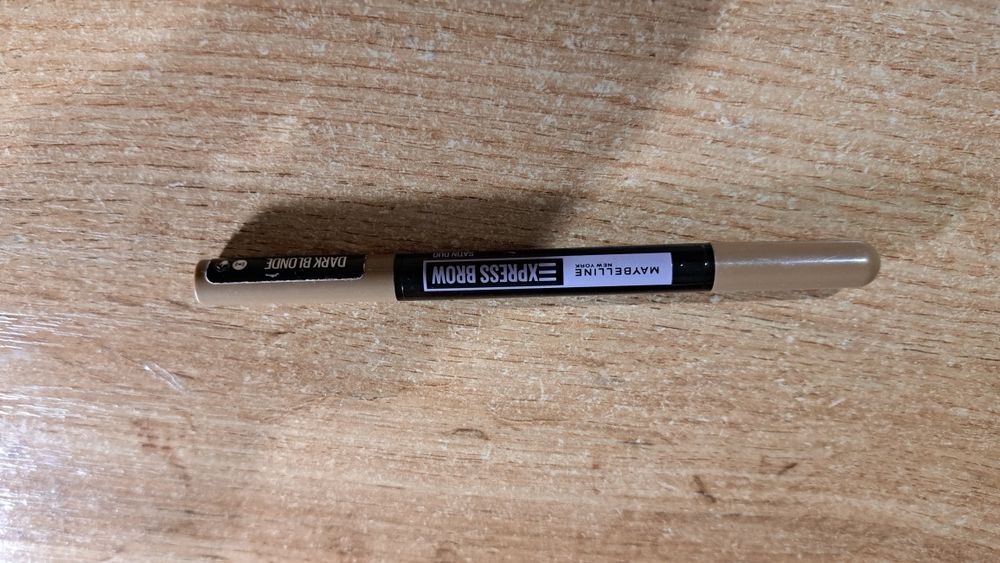 MAYBELLINE
NEW YORK
EXPRESS BROW
SATIN DUO
DARK BLONDE